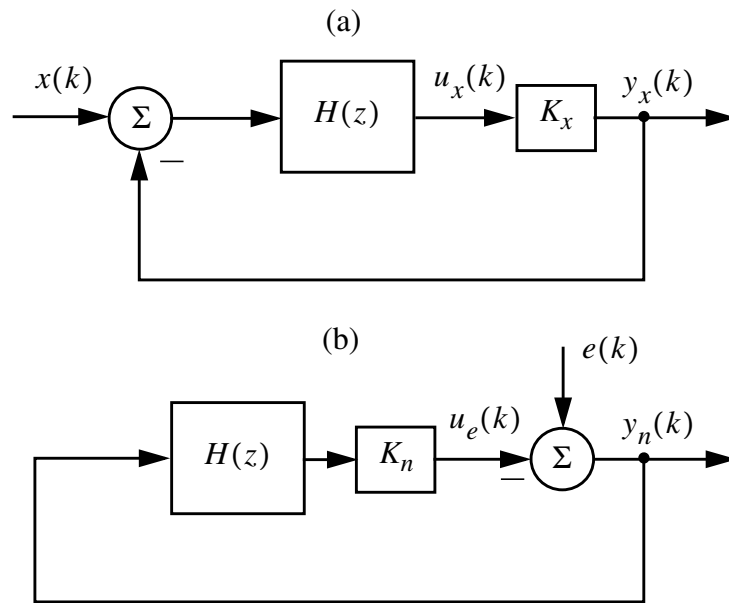 (a)
x(k)
Σ
−
H(z)
u_x(k)
K_x
y_x(k)
(b)
e(k)
H(z)
K_n
u_e(k)
−
Σ
y_n(k)